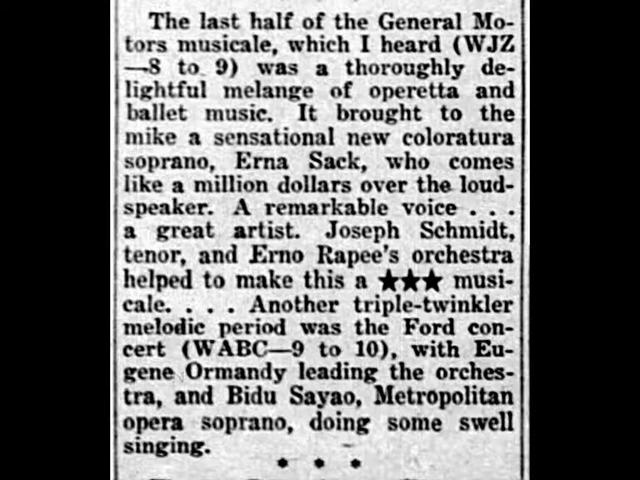 The last half of the General Mo-
tors musicale, which I heard (WJZ
—8 to 9) was a thoroughly de-
lightful melange of operetta and
ballet music. It brought to the
mike a sensational new coloratura
soprano, Erna Sack, who comes
like a million dollars over the loud-
speaker. A remarkable voice . . .
a great artist. Joseph Schmidt,
tenor, and Erno Rapee's orchestra
helped to make this a ★★★ musi-
cale. . . . Another triple-twinkler
melodic period was the Ford con-
cert (WABC—9 to 10), with Eu-
gene Ormandy leading the orches-
tra, and Bidu Sayao, Metropolitan
opera soprano, doing some swell
singing.
* * *